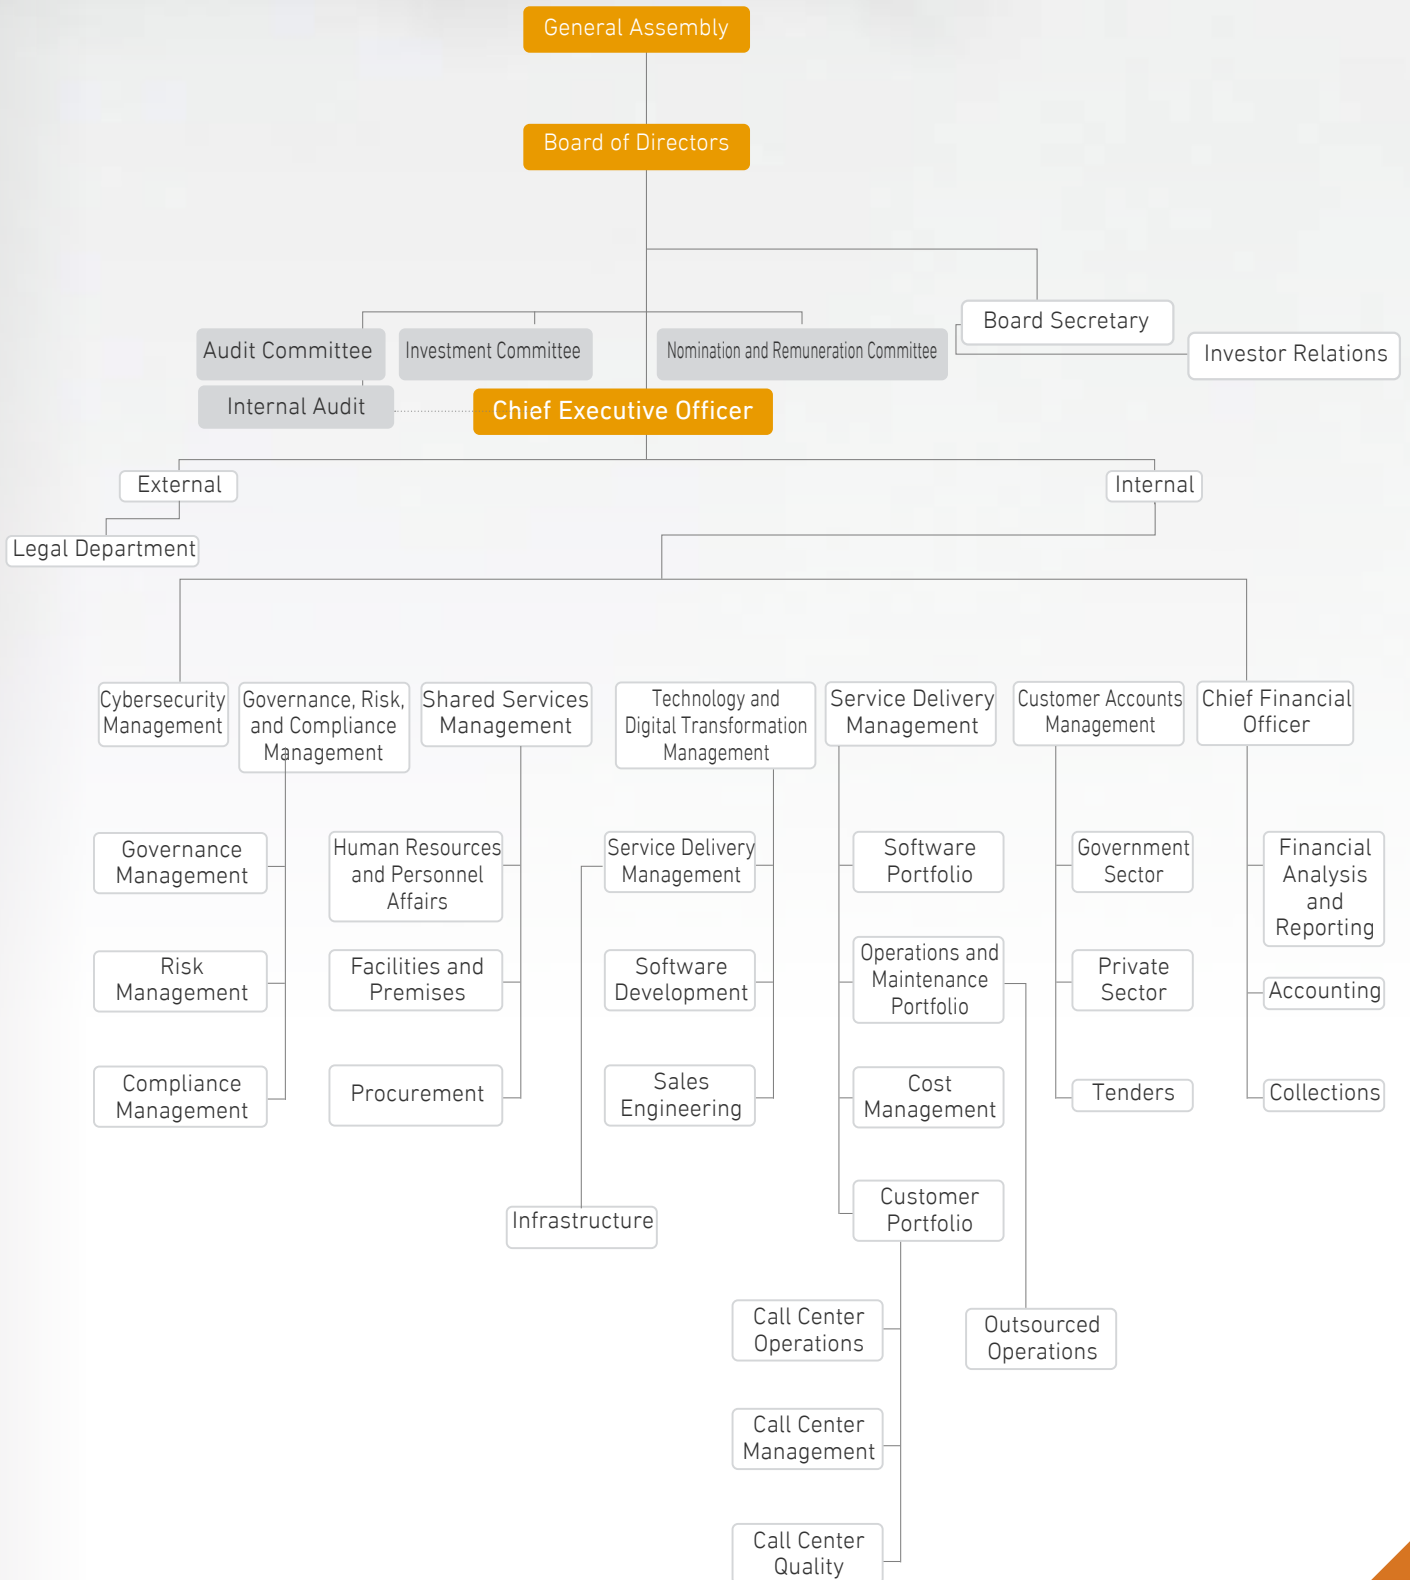 General Assembly
Board of Directors
Board Secretary
Investor Relations
Audit Committee
Investment Committee
Nomination and Remuneration Committee
Internal Audit
Chief Executive Officer
External
Internal
Legal Department
Cybersecurity
Management
Governance, Risk,
and Compliance
Management
Shared Services
Management
Technology and
Digital Transformation
Management
Service Delivery
Management
Customer Accounts
Management
Chief Financial
Officer
Governance
Management
Human Resources
and Personnel
Affairs
Service Delivery
Management
Software
Portfolio
Government
Sector
Financial
Analysis
and
Reporting
Risk
Management
Facilities and
Premises
Software
Development
Operations and
Maintenance
Portfolio
Private
Sector
Accounting
Compliance
Management
Procurement
Sales
Engineering
Cost
Management
Tenders
Collections
Infrastructure
Customer
Portfolio
Call Center
Operations
Outsourced
Operations
Call Center
Management
Call Center
Quality